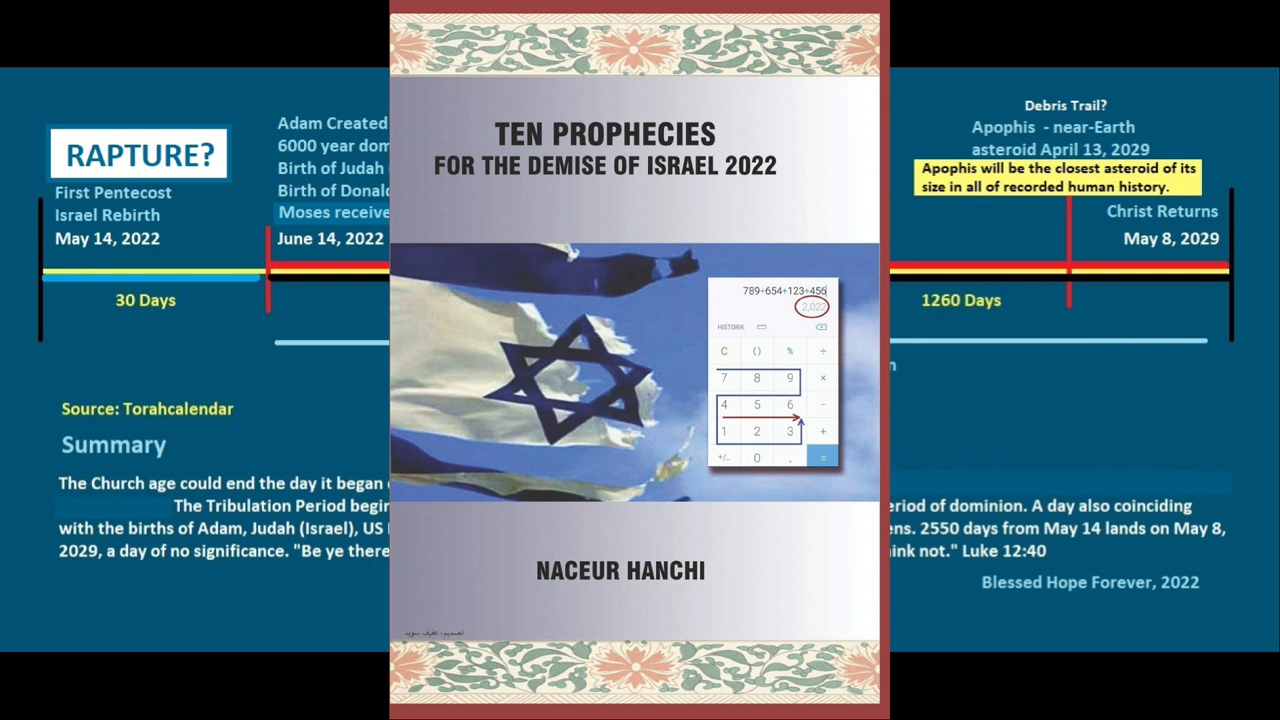 RAPTURE?
First Pentecost
Israel Rebirth
May 14, 2022
Adam Created
6000 year dom
Birth of Judah
Birth of Donald
Moses receive
June 14, 2022
30 Days
Source: Torahcalendar
Summary
The Church age could end the day it began
The Tribulation Period begin
with the births of Adam, Judah (Israel), US
2029, a day of no significance. "Be ye there
TEN PROPHECIES
FOR THE DEMISE OF ISRAEL 2022
789÷654+123÷456
2,022
HISTORIK
C () % ÷
7 8 9 ×
4 5 6 −
1 2 3 +
+/− 0 . =
NACEUR HANCHI
تصميم: عفيف سويد
Debris Trail?
Apophis - near-Earth
asteroid April 13, 2029
Apophis will be the closest asteroid of its
size in all of recorded human history.
Christ Returns
May 8, 2029
1260 Days
n
eriod of dominion. A day also coinciding
ens. 2550 days from May 14 lands on May 8,
ink not." Luke 12:40
Blessed Hope Forever, 2022